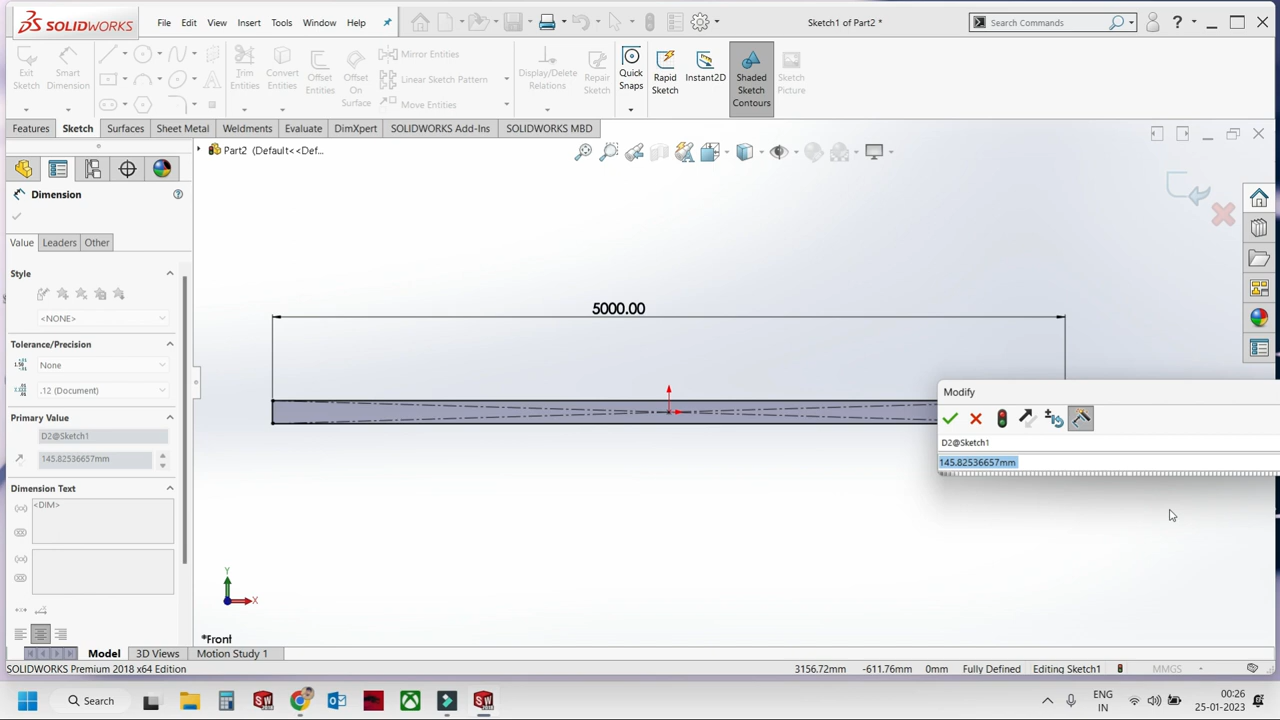 SOLIDWORKS
File Edit View Insert Tools Window Help
Sketch1 of Part2 *
Search Commands
Exit Sketch
Smart Dimension
Trim Entities
Convert Entities
Offset Entities
Offset On Surface
Mirror Entities
Linear Sketch Pattern
Move Entities
Display/Delete Relations
Repair Sketch
Quick Snaps
Rapid Sketch
Instant2D
Shaded Sketch Contours
Sketch Picture
Features Sketch Surfaces Sheet Metal Weldments Evaluate DimXpert SOLIDWORKS Add-Ins SOLIDWORKS MBD
Part2 (Default<<Def...
Dimension
Value Leaders Other
Style
<NONE>
Tolerance/Precision
None
.12 (Document)
Primary Value
D2@Sketch1
145.82536657mm
Dimension Text
<DIM>
5000.00
Modify
D2@Sketch1
145.82536657mm
Y
X
*Front
Model 3D Views Motion Study 1
SOLIDWORKS Premium 2018 x64 Edition
3156.72mm -611.76mm 0mm Fully Defined Editing Sketch1 MMGS -
Search
ENG
IN
00:26
25-01-2023